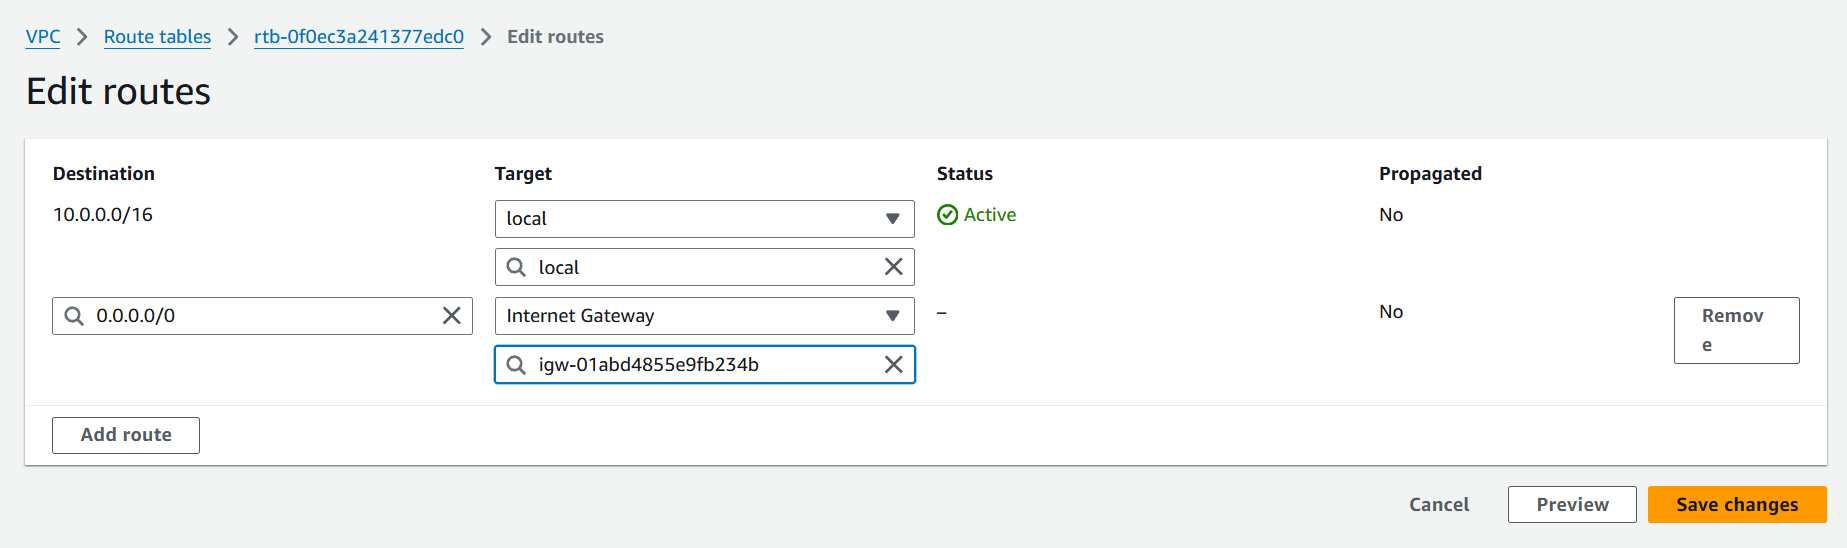 VPC > Route tables > rtb-0f0ec3a241377edc0 > Edit routes
Edit routes
Destination Target Status Propagated
10.0.0.0/16 local Active No
local
0.0.0.0/0 Internet Gateway – No Remov
e
igw-01abd4855e9fb234b
Add route
Cancel Preview Save changes